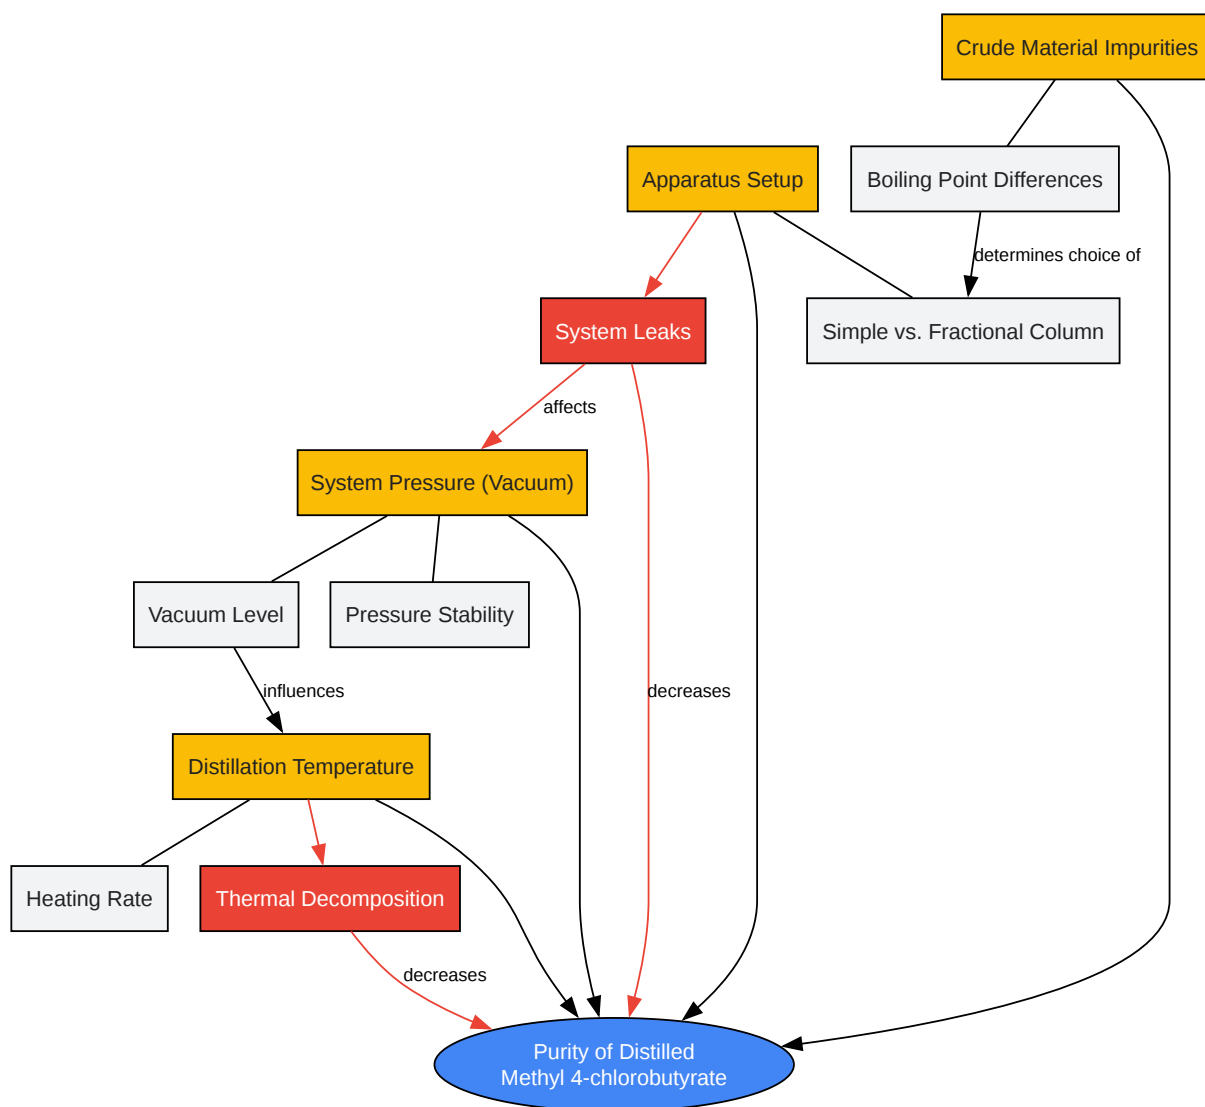 Crude Material Impurities
Apparatus Setup
Boiling Point Differences
determines choice of
System Leaks
Simple vs. Fractional Column
affects
System Pressure (Vacuum)
Vacuum Level
Pressure Stability
influences
decreases
Distillation Temperature
Heating Rate
Thermal Decomposition
decreases
Purity of Distilled
Methyl 4-chlorobutyrate